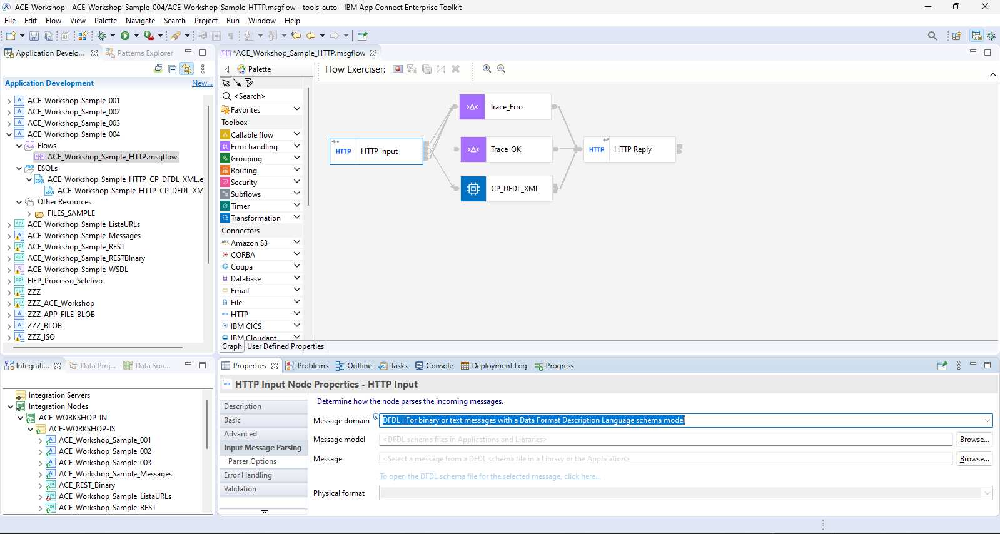 ACE_Workshop - ACE_Workshop_Sample_004/ACE_Workshop_Sample_HTTP.msgflow - tools_auto - IBM App Connect Enterprise Toolkit
File Edit Flow View Palette Navigate Search Project Run Window Help
Application Develo... Patterns Explorer
Application Development New...
ACE_Workshop_Sample_001
ACE_Workshop_Sample_002
ACE_Workshop_Sample_003
ACE_Workshop_Sample_004
Flows
ACE_Workshop_Sample_HTTP.msgflow
ESQLs
ACE_Workshop_Sample_HTTP_CP_DFDL_XML.e
ACE_Workshop_Sample_HTTP_CP_DFDL_XM
Other Resources
FILES_SAMPLE
ACE_Workshop_Sample_ListaURLs
ACE_Workshop_Sample_Messages
ACE_Workshop_Sample_REST
ACE_Workshop_Sample_RESTBInary
ACE_Workshop_Sample_WSDL
FIEP_Processo_Seletivo
ZZZ
ZZZ_ACE_Workshop
ZZZ_APP_FILE_BLOB
ZZZ_BLOB
ZZZ_ISO
*ACE_Workshop_Sample_HTTP.msgflow
Palette
<Search>
Favorites
Toolbox
Callable flow
Error handling
Grouping
Routing
Security
Subflows
Timer
Transformation
Connectors
Amazon S3
CORBA
Coupa
Database
Email
File
HTTP
IBM CICS
IBM Cloudant
Flow Exerciser:
Trace_Erro
HTTP HTTP Input
Trace_OK
HTTP HTTP Reply
CP_DFDL_XML
Graph User Defined Properties
Integrati... Data Proj... Data Sou...
Integration Servers
Integration Nodes
ACE-WORKSHOP-IN
ACE-WORKSHOP-IS
ACE_Workshop_Sample_001
ACE_Workshop_Sample_002
ACE_Workshop_Sample_003
ACE_Workshop_Sample_Messages
ACE_REST_Binary
ACE_Workshop_Sample_ListaURLs
ACE_Workshop_Sample_REST
Properties Problems Outline Tasks Console Deployment Log Progress
HTTP Input Node Properties - HTTP Input
Description
Basic
Advanced
Input Message Parsing
Parser Options
Error Handling
Validation
Determine how the node parses the incoming messages.
Message domain DFDL : For binary or text messages with a Data Format Description Language schema model
Message model <DFDL schema files in Applications and Libraries> Browse...
Message <Select a message from a DFDL schema file in a Library or the Application> Browse...
To open the DFDL schema file for the selected message, click here...
Physical format